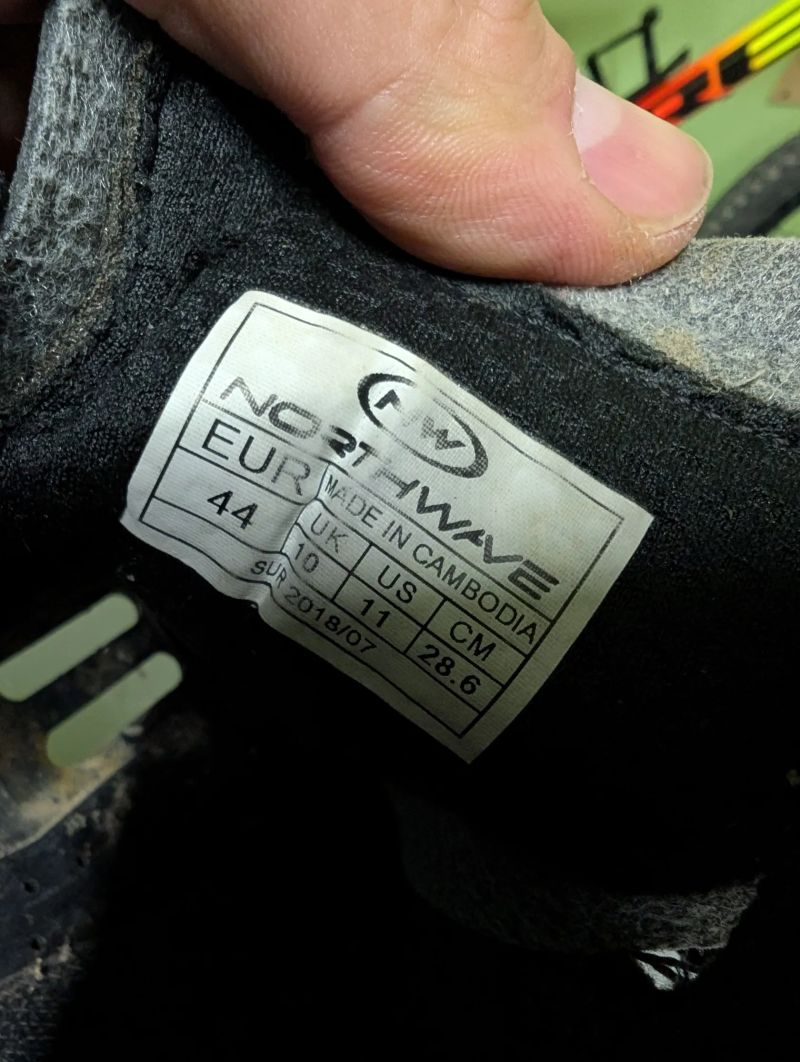 NW
NORTHWAVE
MADE IN CAMBODIA
EUR UK US CM
44 10 11 28.6
SUR 2018/07